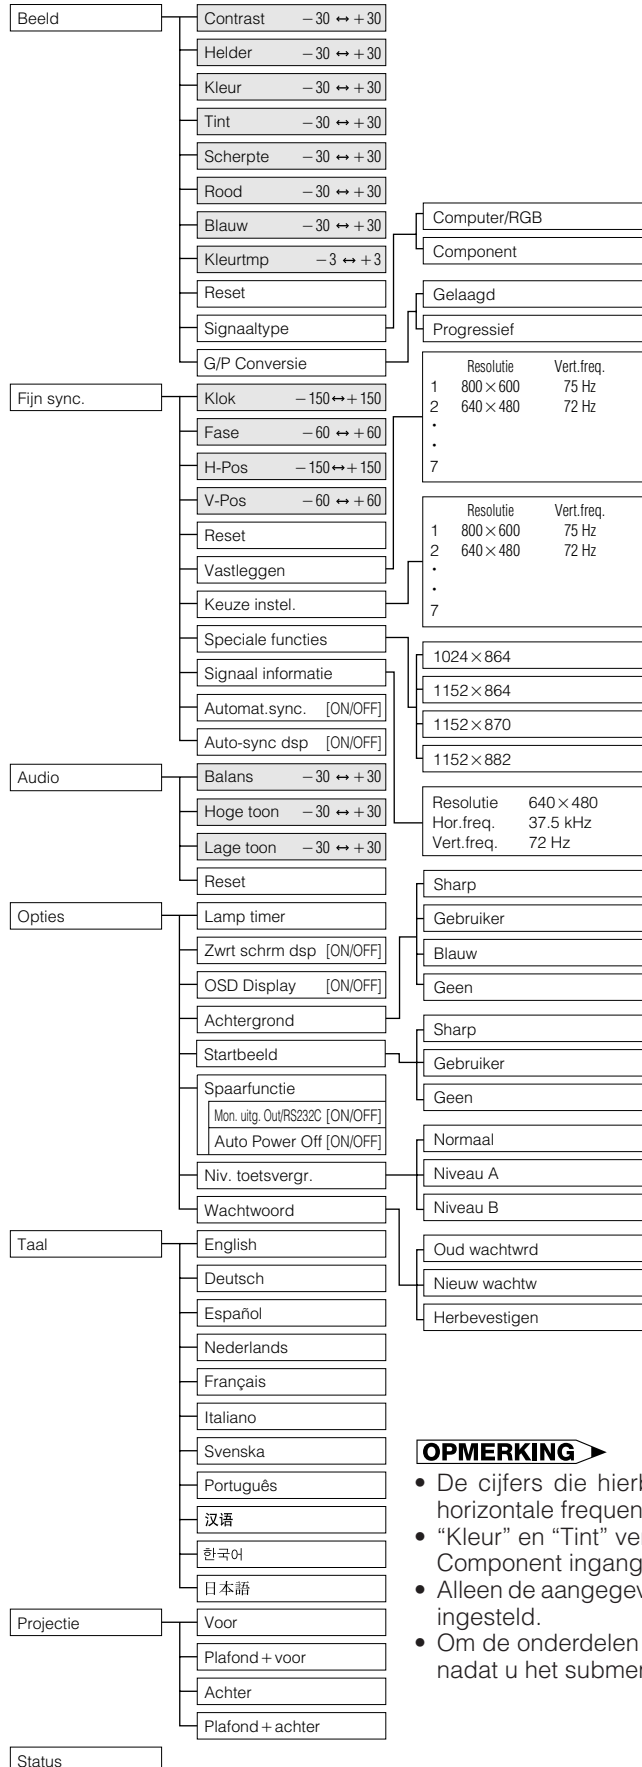 Beeld
Contrast −30 ↔ +30
Helder −30 ↔ +30
Kleur −30 ↔ +30
Tint −30 ↔ +30
Scherpte −30 ↔ +30
Rood −30 ↔ +30
Blauw −30 ↔ +30
Kleurtmp −3 ↔ +3
Reset
Signaaltype
G/P Conversie
Computer/RGB
Component
Gelaagd
Progressief
Fijn sync.
Klok −150 ↔ +150
Fase −60 ↔ +60
H-Pos −150 ↔ +150
V-Pos −60 ↔ +60
Reset
Vastleggen
Keuze instel.
Speciale functies
Signaal informatie
Automat.sync. [ON/OFF]
Auto-sync dsp [ON/OFF]
Resolutie Vert.freq.
1 800×600 75 Hz
2 640×480 72 Hz
•
•
7
Resolutie Vert.freq.
1 800×600 75 Hz
2 640×480 72 Hz
•
•
7
1024×864
1152×864
1152×870
1152×882
Resolutie 640×480
Hor.freq. 37.5 kHz
Vert.freq. 72 Hz
Audio
Balans −30 ↔ +30
Hoge toon −30 ↔ +30
Lage toon −30 ↔ +30
Reset
Opties
Lamp timer
Zwrt schrm dsp [ON/OFF]
OSD Display [ON/OFF]
Achtergrond
Startbeeld
Spaarfunctie
Mon. uitg. Out/RS232C [ON/OFF]
Auto Power Off [ON/OFF]
Niv. toetsvergr.
Wachtwoord
Sharp
Gebruiker
Blauw
Geen
Sharp
Gebruiker
Geen
Normaal
Niveau A
Niveau B
Oud wachtwrd
Nieuw wachtw
Herbevestigen
Taal
English
Deutsch
Español
Nederlands
Français
Italiano
Svenska
Português
汉语
한국어
日本語
Projectie
Voor
Plafond+voor
Achter
Plafond+achter
Status
OPMERKING
• De cijfers die
horizontale
• "Kleur" en "Tint"
Component ingang
• Alleen de
ingesteld.
• Om de onderdelen
nadat u het